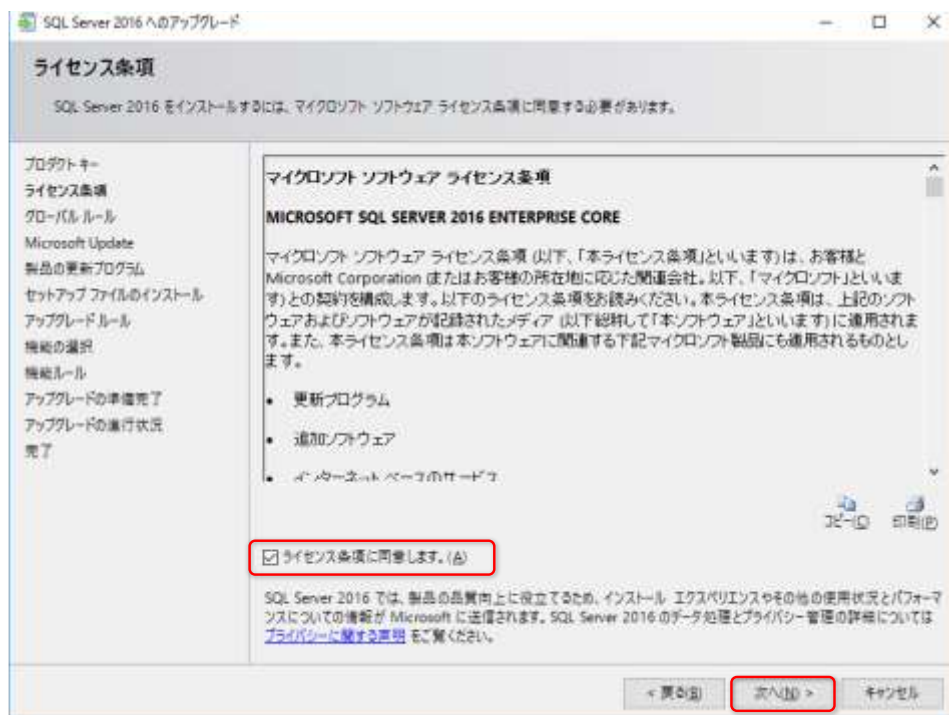 SQL Server 2016 へのアップグレード
ライセンス条項
SQL Server 2016 をインストールするには、マイクロソフト ソフトウェア ライセンス条項に同意する必要があります。
プロダクト キー
ライセンス条項
グローバル ルール
Microsoft Update
製品の更新プログラム
セットアップ ファイルのインストール
アップグレード ルール
機能の選択
機能ルール
アップグレードの準備完了
アップグレードの進行状況
完了
マイクロソフト ソフトウェア ライセンス条項
MICROSOFT SQL SERVER 2016 ENTERPRISE CORE
マイクロソフト ソフトウェア ライセンス条項 (以下、「本ライセンス条項」といいます) は、お客様と
Microsoft Corporation (またはお客様の所在地に応じた関連会社。以下、「マイクロソフト」といいま
す) との契約を構成します。以下のライセンス条項をお読みください。本ライセンス条項は、上記のソフト
ウェアおよびソフトウェアが記録されたメディア (以下総称して「本ソフトウェア」といいます) に適用されま
す。また、本ライセンス条項は本ソフトウェアに関連する下記マイクロソフト製品にも適用されるものとし
ます。
• 更新プログラム
• 追加ソフトウェア
• インターネット ベースのサービス
コピー(C) 印刷(P)
ライセンス条項に同意します。(A)
SQL Server 2016 では、製品の品質向上に役立てるため、インストール エクスペリエンスやその他の使用状況とパフォーマ
ンスについての情報が Microsoft に送信されます。SQL Server 2016 のデータ処理とプライバシー管理の詳細については
プライバシーに関する声明 をご覧ください。
< 戻る(B) 次へ(N) > キャンセル